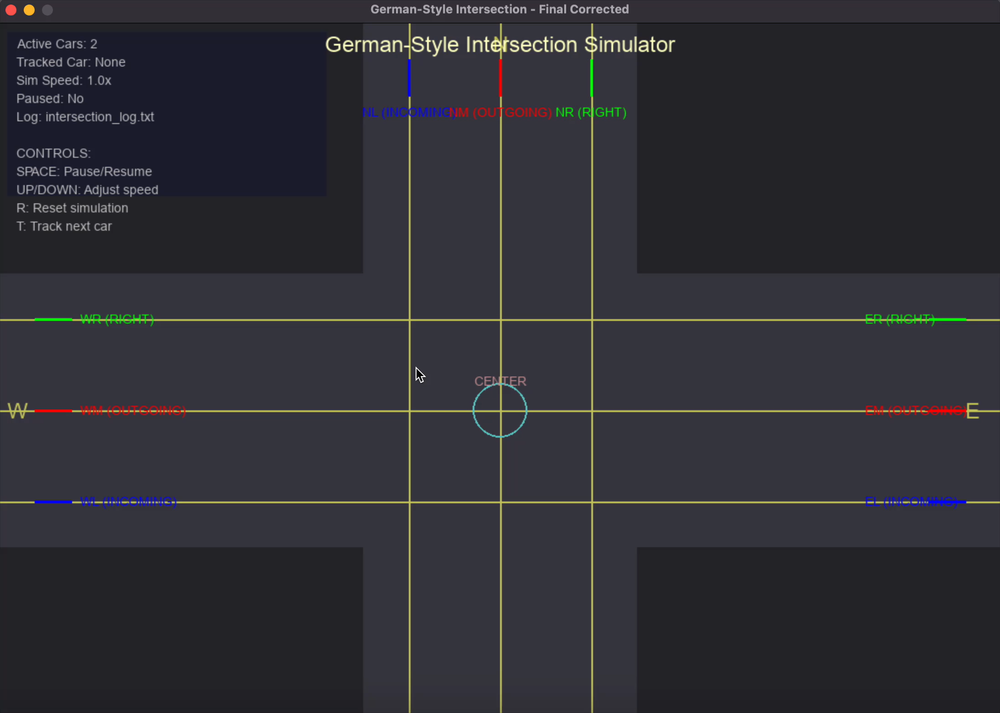 German-Style Intersection - Final Corrected
German-Style Intersection Simulator
N
Active Cars: 2
Tracked Car: None
Sim Speed: 1.0x
Paused: No
Log: intersection_log.txt
CONTROLS:
SPACE: Pause/Resume
UP/DOWN: Adjust speed
R: Reset simulation
T: Track next car
NL (INCOMING)
NM (OUTGOING)
NR (RIGHT)
WR (RIGHT)
ER (RIGHT)
CENTER
W
WM (OUTGOING)
EM (OUTGOING)
E
WL (INCOMING)
EL (INCOMING)